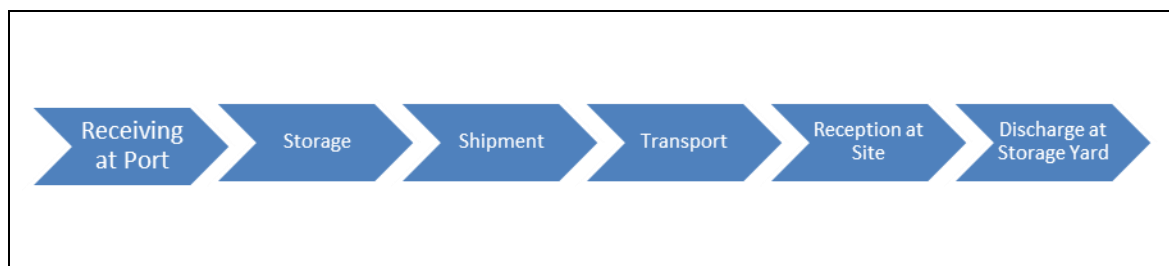 Receiving
at Port
Storage
Shipment
Transport
Reception at
Site
Discharge at
Storage Yard